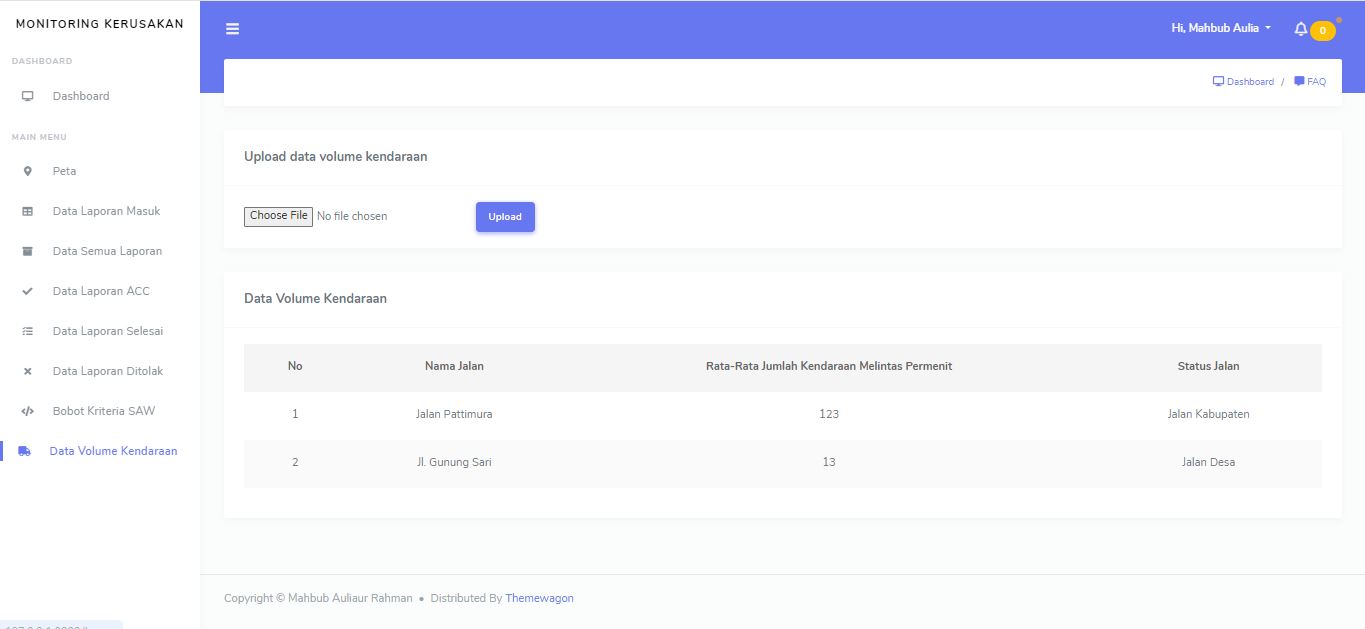 MONITORING KERUSAKAN
Hi, Mahbub Aulia
0
DASHBOARD
Dashboard
MAIN MENU
Peta
Data Laporan Masuk
Data Semua Laporan
Data Laporan ACC
Data Laporan Selesai
Data Laporan Ditolak
Bobot Kriteria SAW
Data Volume Kendaraan
Dashboard / FAQ
Upload data volume kendaraan
Choose File No file chosen Upload
Data Volume Kendaraan
No Nama Jalan Rata-Rata Jumlah Kendaraan Melintas Permenit Status Jalan
1 Jalan Pattimura 123 Jalan Kabupaten
2 Jl. Gunung Sari 13 Jalan Desa
Copyright © Mahbub Auliaur Rahman • Distributed By Themewagon